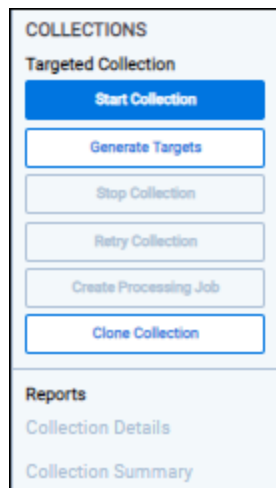 COLLECTIONS
Targeted Collection
Start Collection
Generate Targets
Stop Collection
Retry Collection
Create Processing Job
Clone Collection
Reports
Collection Details
Collection Summary